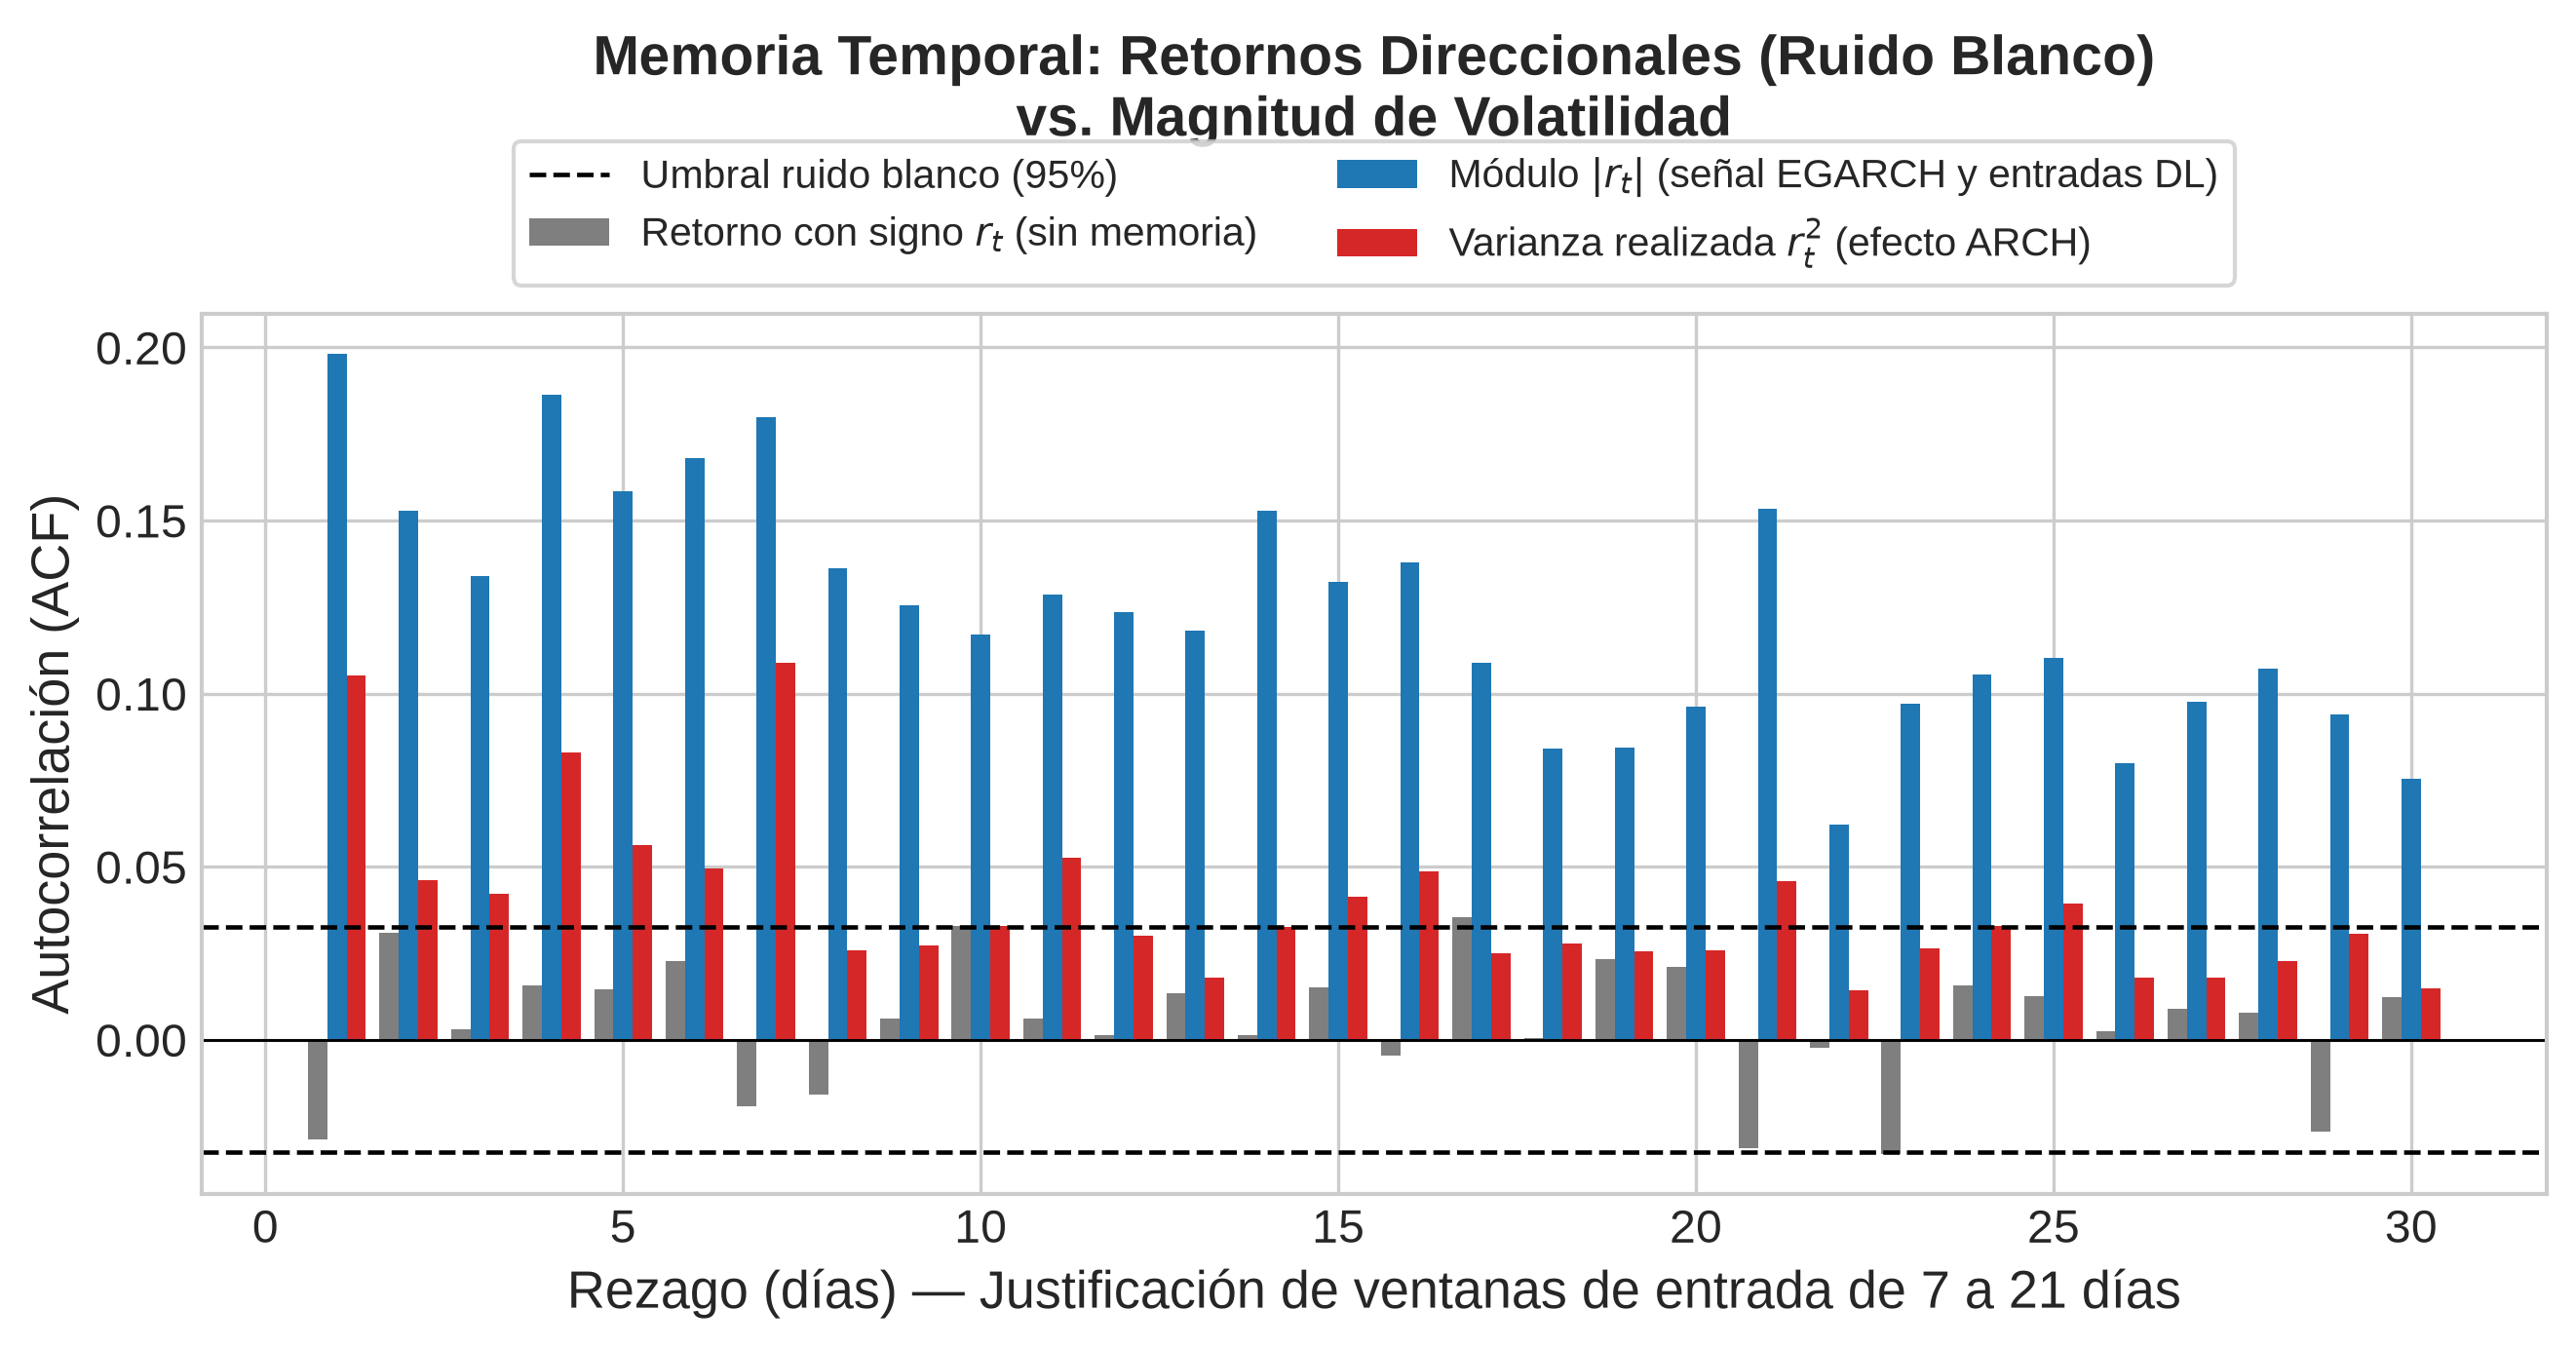 Memoria Temporal: Retornos Direccionales (Ruido Blanco)
vs. Magnitud de Volatilidad
Umbral ruido blanco (95%)
Retorno con signo rₜ (sin memoria)
Módulo |rₜ| (señal EGARCH y entradas DL)
Varianza realizada rₜ² (efecto ARCH)
Autocorrelación (ACF)
0.20
0.15
0.10
0.05
0.00
0 5 10 15 20 25 30
Rezago (días) — Justificación de ventanas de entrada de 7 a 21 días